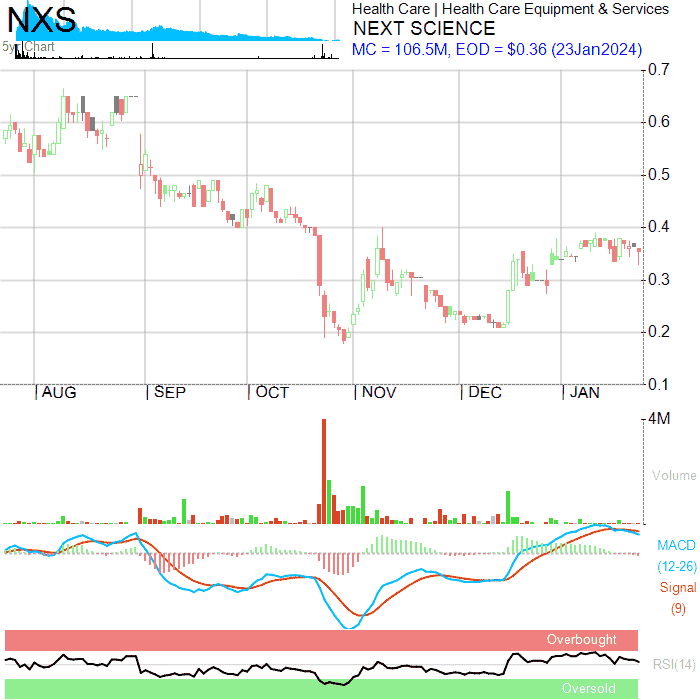 NXS
5yr Chart
Health Care | Health Care Equipment & Services
NEXT SCIENCE
MC = 106.5M, EOD = $0.36 (23Jan2024)
0.7
0.6
0.5
0.4
0.3
0.2
0.1
AUG
SEP
OCT
NOV
DEC
JAN
4M
Volume
MACD
(12-26)
Signal
(9)
Overbought
RSI(14)
Oversold